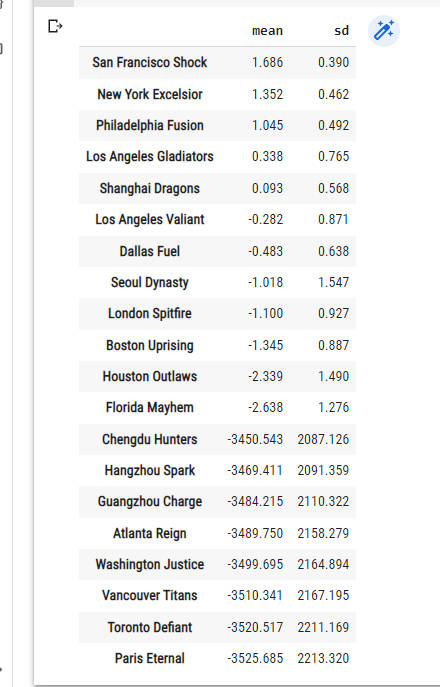 mean sd
San Francisco Shock 1.686 0.390
New York Excelsior 1.352 0.462
Philadelphia Fusion 1.045 0.492
Los Angeles Gladiators 0.338 0.765
Shanghai Dragons 0.093 0.568
Los Angeles Valiant -0.282 0.871
Dallas Fuel -0.483 0.638
Seoul Dynasty -1.018 1.547
London Spitfire -1.100 0.927
Boston Uprising -1.345 0.887
Houston Outlaws -2.339 1.490
Florida Mayhem -2.638 1.276
Chengdu Hunters -3450.543 2087.126
Hangzhou Spark -3469.411 2091.359
Guangzhou Charge -3484.215 2110.322
Atlanta Reign -3489.750 2158.279
Washington Justice -3499.695 2164.894
Vancouver Titans -3510.341 2167.195
Toronto Defiant -3520.517 2211.169
Paris Eternal -3525.685 2213.320